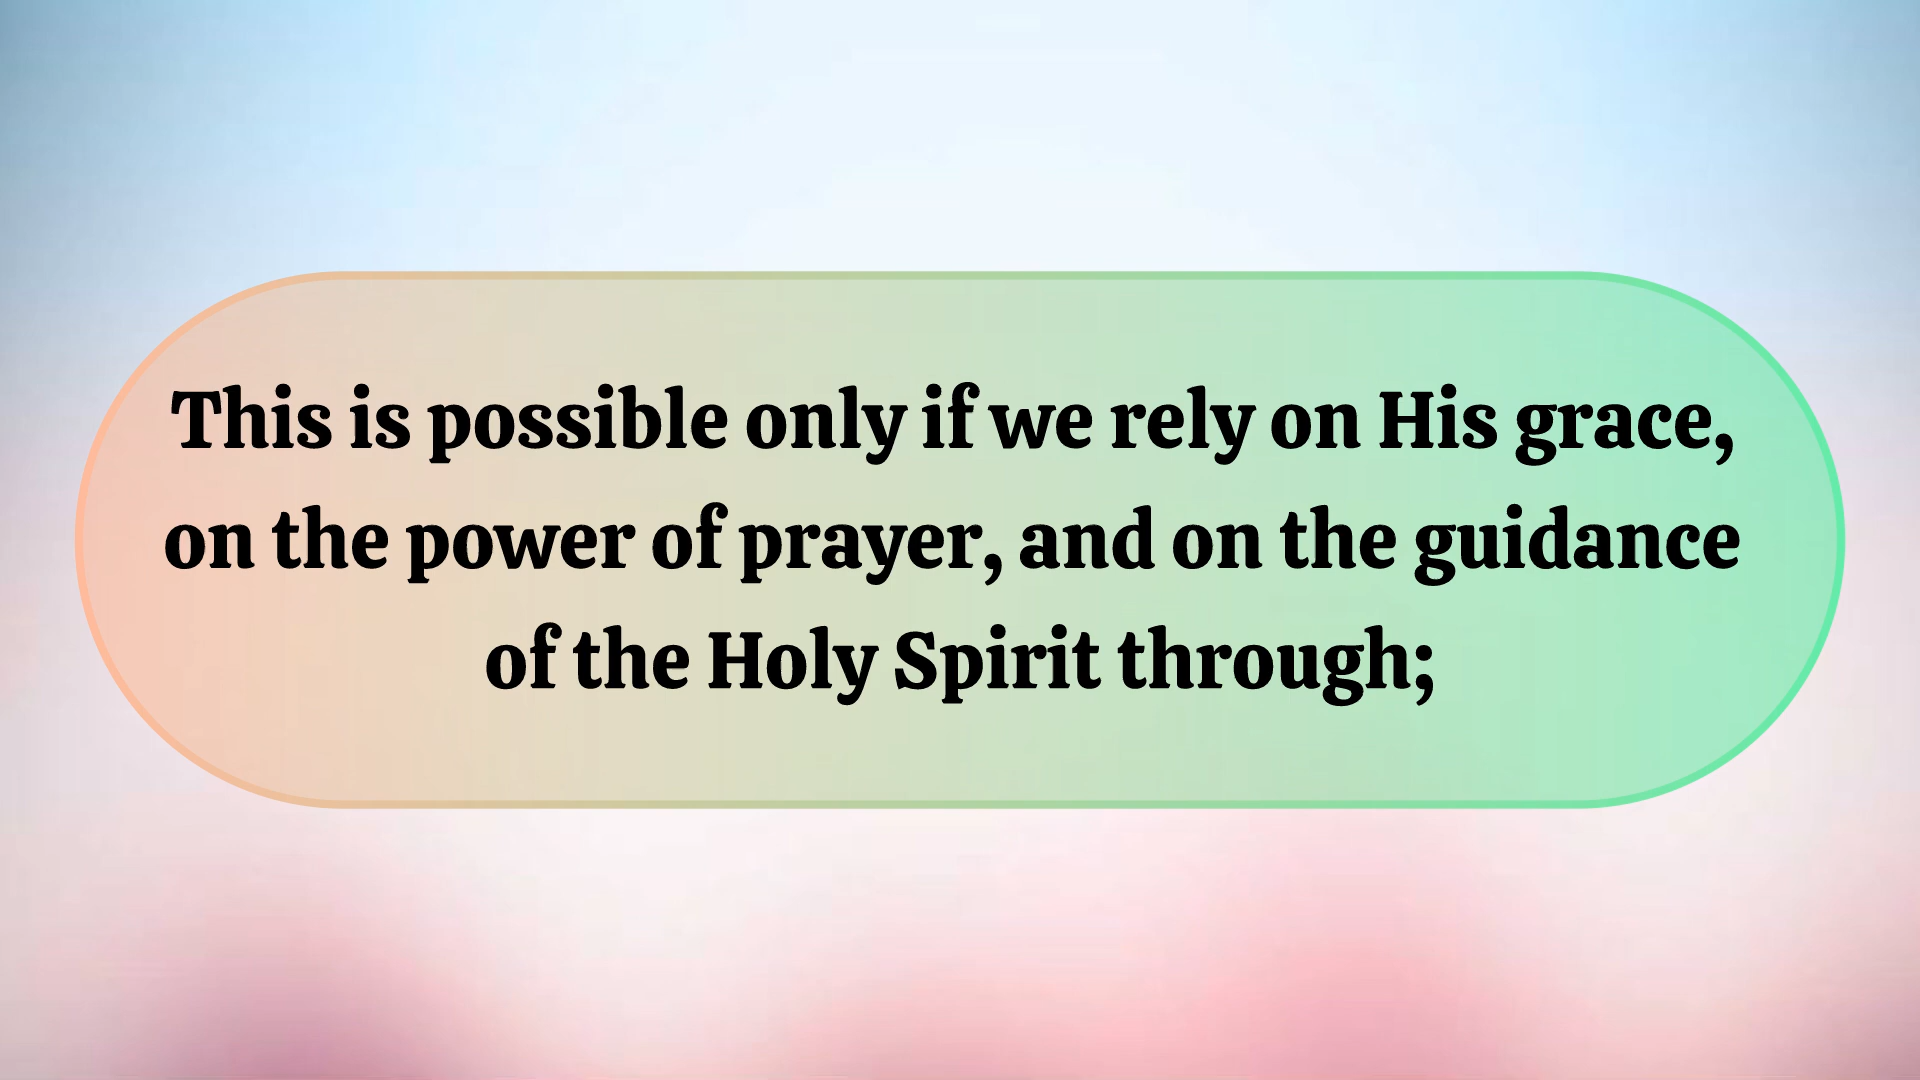 This is possible only if we rely on His grace,
on the power of prayer, and on the guidance
of the Holy Spirit through;